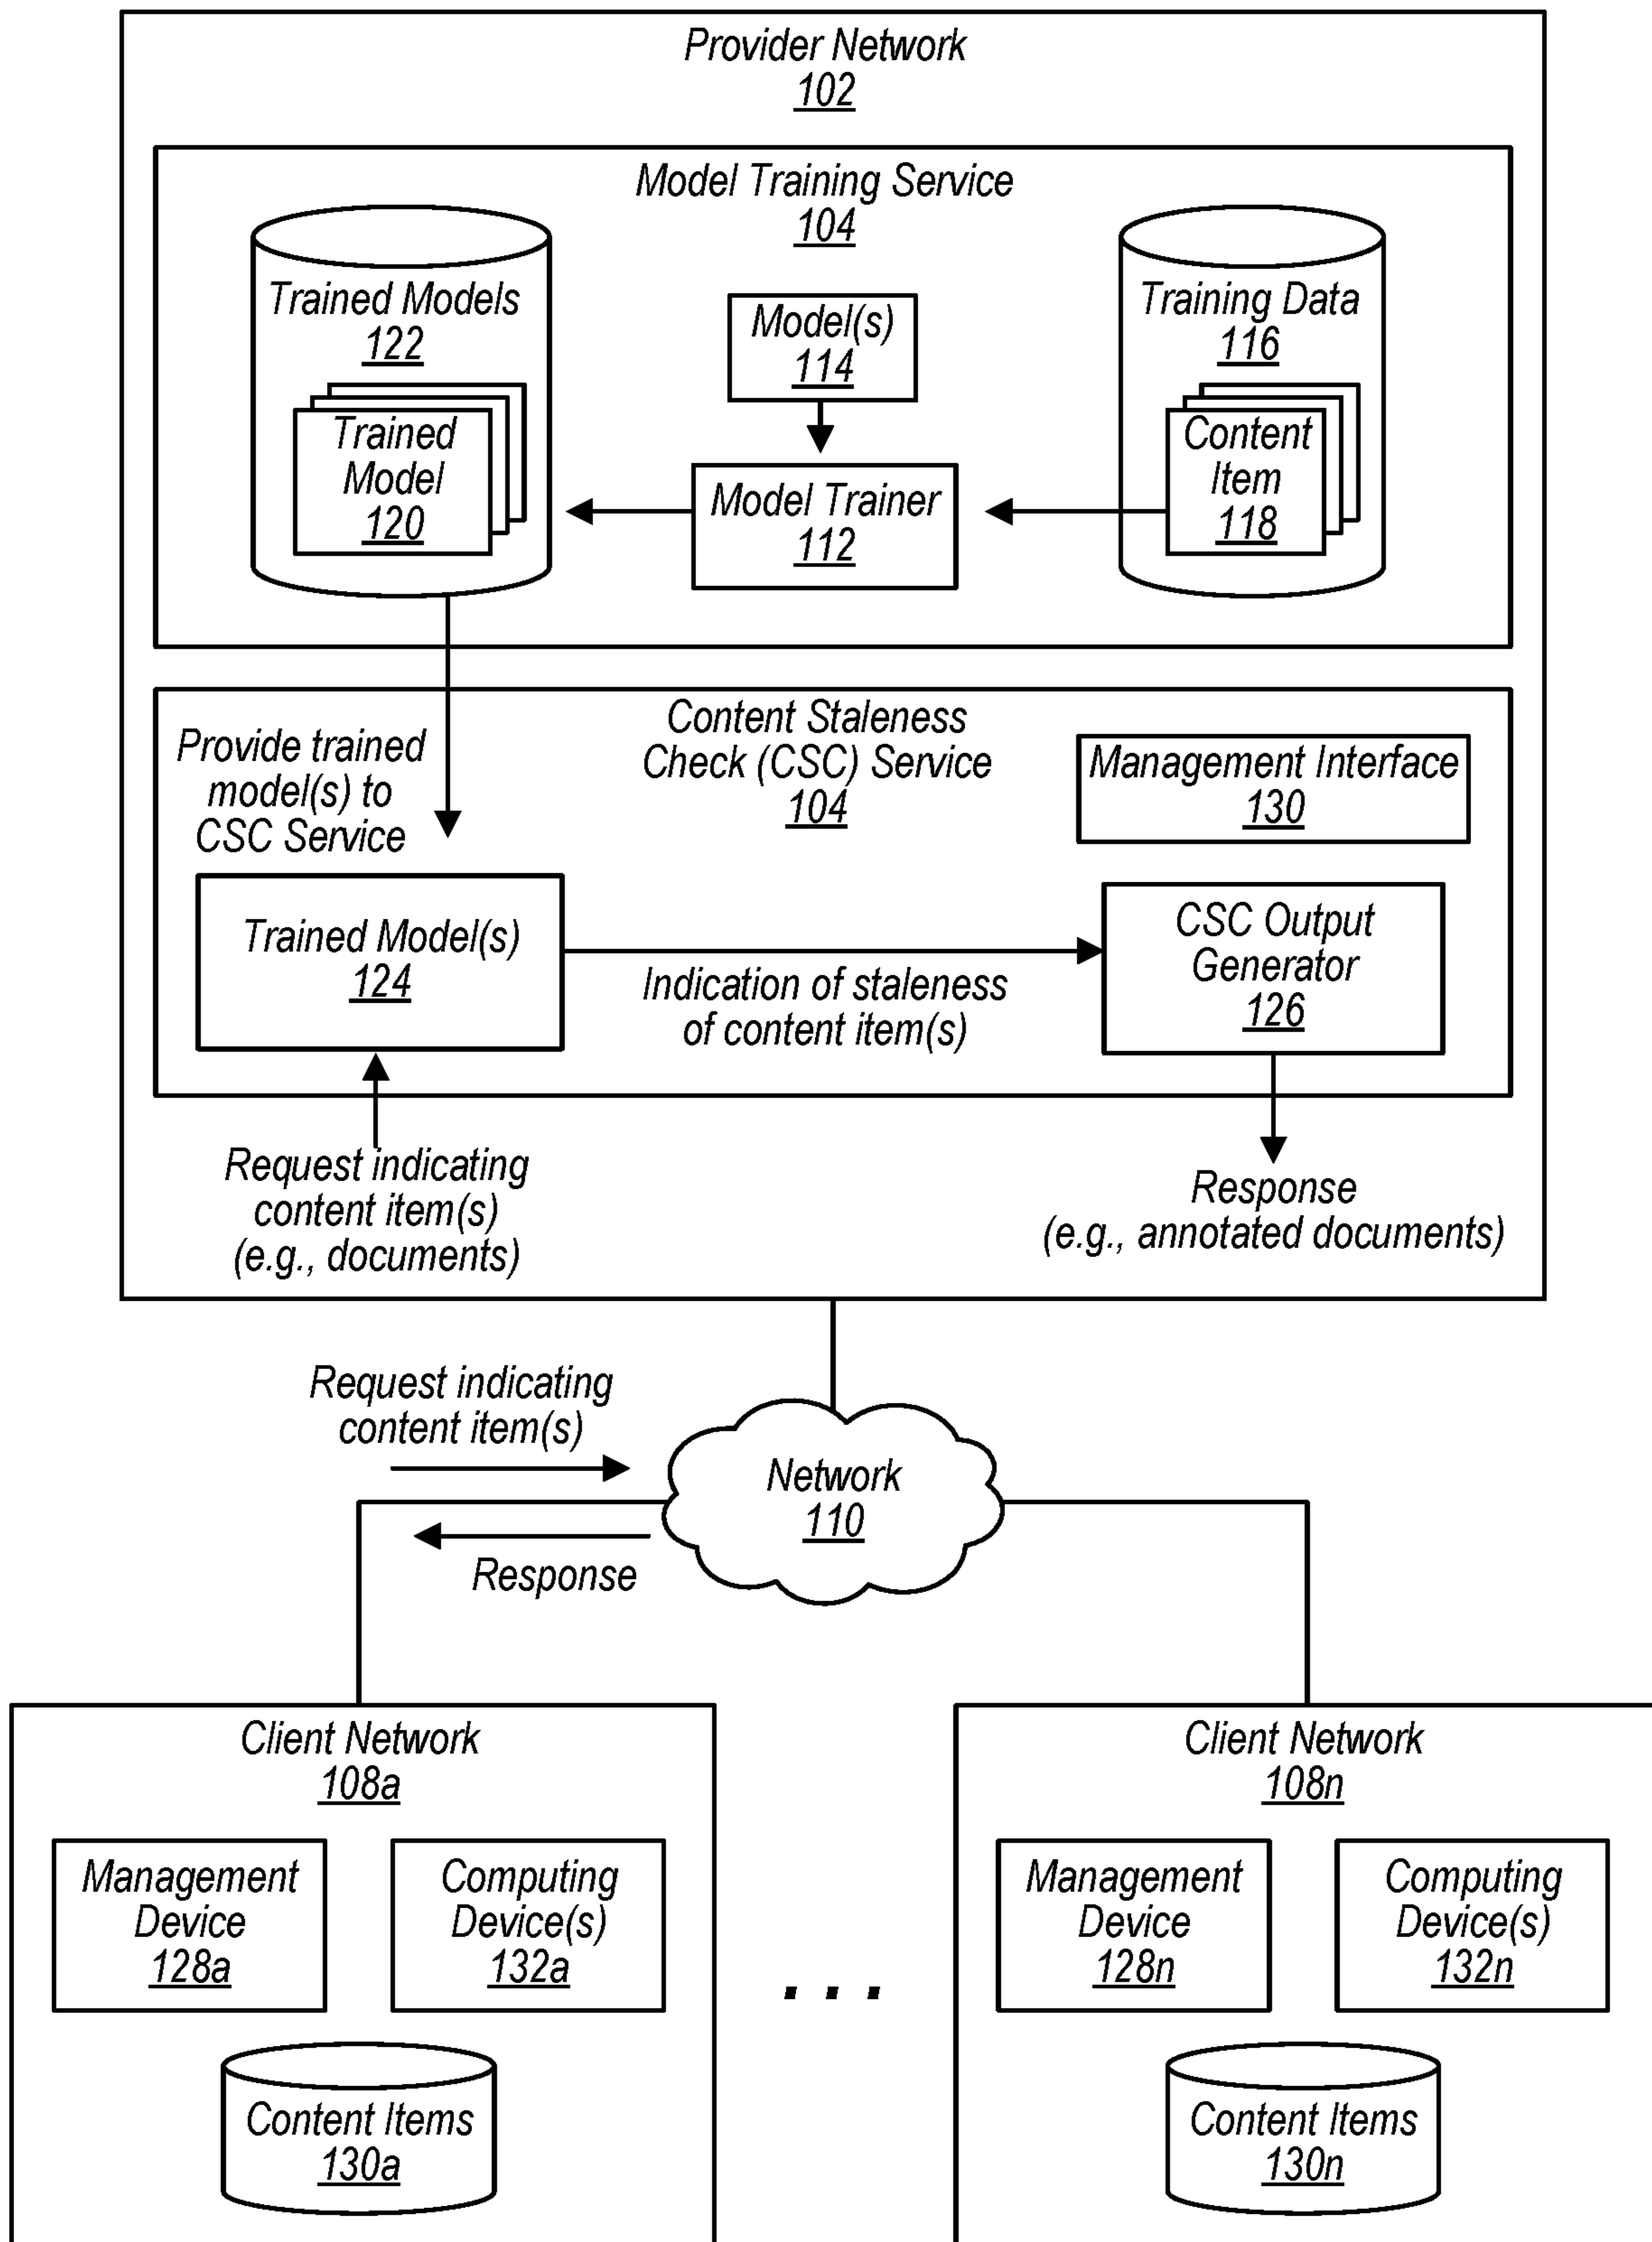 Provider Network
102
Model Training Service
104
Trained Models
122
Trained
Model
120
Model(s)
114
Model Trainer
112
Training Data
116
Content
Item
118
Provide trained
model(s) to
CSC Service
Content Staleness
Check (CSC) Service
104
Management Interface
130
Trained Model(s)
124
Indication of staleness
of content item(s)
CSC Output
Generator
126
Request indicating
content item(s)
(e.g., documents)
Response
(e.g., annotated documents)
Request indicating
content item(s)
Network
110
Response
Client Network
108a
Management
Device
128a
Computing
Device(s)
132a
Content Items
130a
. . .
Client Network
108n
Management
Device
128n
Computing
Device(s)
132n
Content Items
130n